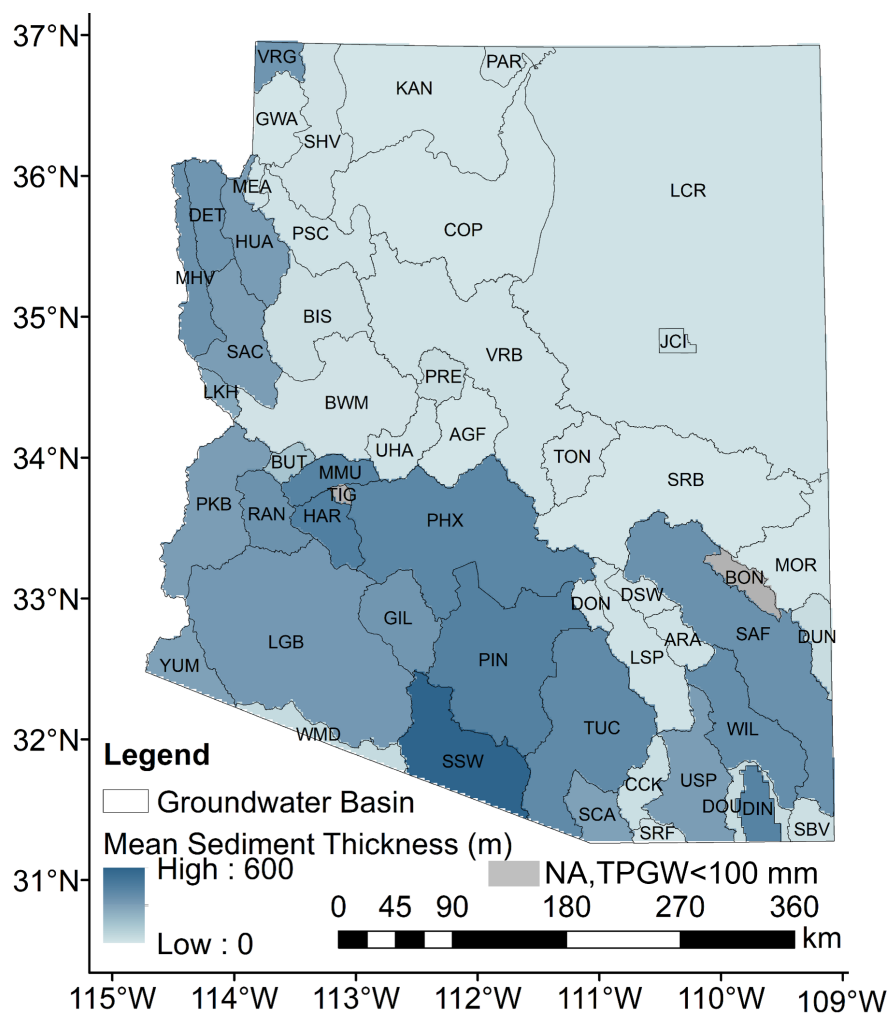 37°N
VRG
PAR
KAN
GWA
SHV
36°N
MEA
LCR
DET
PSC
COP
HUA
MHV
35°N
BIS
JCI
SAC
VRB
PRE
LKH
BWM
AGF
UHA
TON
34°N
BUT
MMU
SRB
TIG
PKB
RAN
HAR
PHX
MOR
BON
33°N
DSW
DON
GIL
SAF
DUN
ARA
LGB
LSP
PIN
YUM
32°N
WMD
TUC
WIL
SSW
CCK
USP
DOU
DIN
SCA
SRF
SBV
31°N
Legend
Groundwater Basin
Mean Sediment Thickness (m)
High : 600
Low : 0
NA,TPGW<100 mm
0 45 90 180 270 360
km
115°W 114°W 113°W 112°W 111°W 110°W 109°W